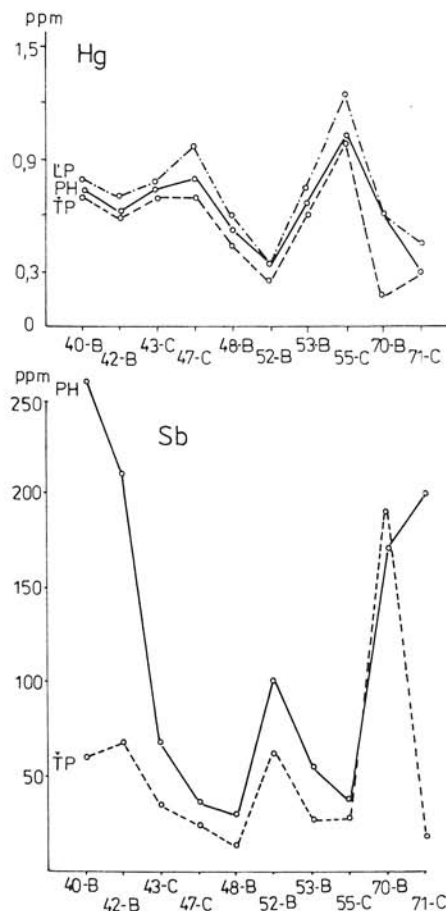 ppm
1,5
Hg
0,9
ĽP
PH
ŤP
0,3
0
40-B 43-C 48-B 53-B 70-B
42-B 47-C 52-B 55-C 71-C
ppm
PH
250
Sb
200
150
100
50
ŤP
40-B 43-C 48-B 53-B 70-B
42-B 47-C 52-B 55-C 71-C